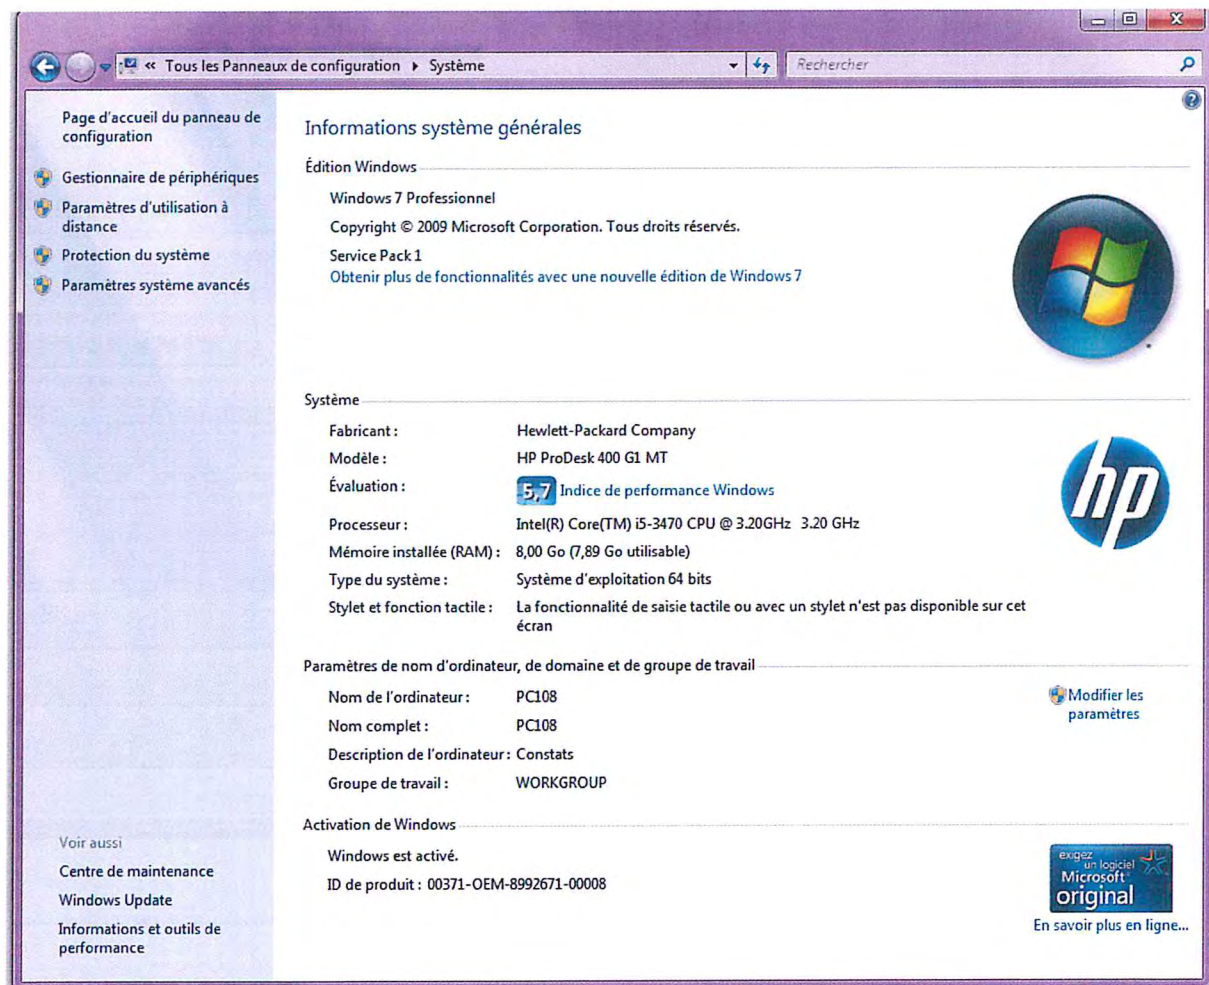 « Tous les Panneaux de configuration ▸ Système
Rechercher
Page d'accueil du panneau de
configuration
Gestionnaire de périphériques
Paramètres d'utilisation à
distance
Protection du système
Paramètres système avancés
Voir aussi
Centre de maintenance
Windows Update
Informations et outils de
performance
Informations système générales
Édition Windows
Windows 7 Professionnel
Copyright © 2009 Microsoft Corporation. Tous droits réservés.
Service Pack 1
Obtenir plus de fonctionnalités avec une nouvelle édition de Windows 7
Système
Fabricant : Hewlett-Packard Company
Modèle : HP ProDesk 400 G1 MT
Évaluation : 5,7 Indice de performance Windows
Processeur : Intel(R) Core(TM) i5-3470 CPU @ 3.20GHz 3.20 GHz
Mémoire installée (RAM) : 8,00 Go (7,89 Go utilisable)
Type du système : Système d'exploitation 64 bits
Stylet et fonction tactile : La fonctionnalité de saisie tactile ou avec un stylet n'est pas disponible sur cet
écran
hp
Paramètres de nom d'ordinateur, de domaine et de groupe de travail
Nom de l'ordinateur : PC108
Nom complet : PC108
Description de l'ordinateur : Constats
Groupe de travail : WORKGROUP
Modifier les
paramètres
Activation de Windows
Windows est activé.
ID de produit : 00371-OEM-8992671-00008
exigez
un logiciel
Microsoft
original
En savoir plus en ligne...